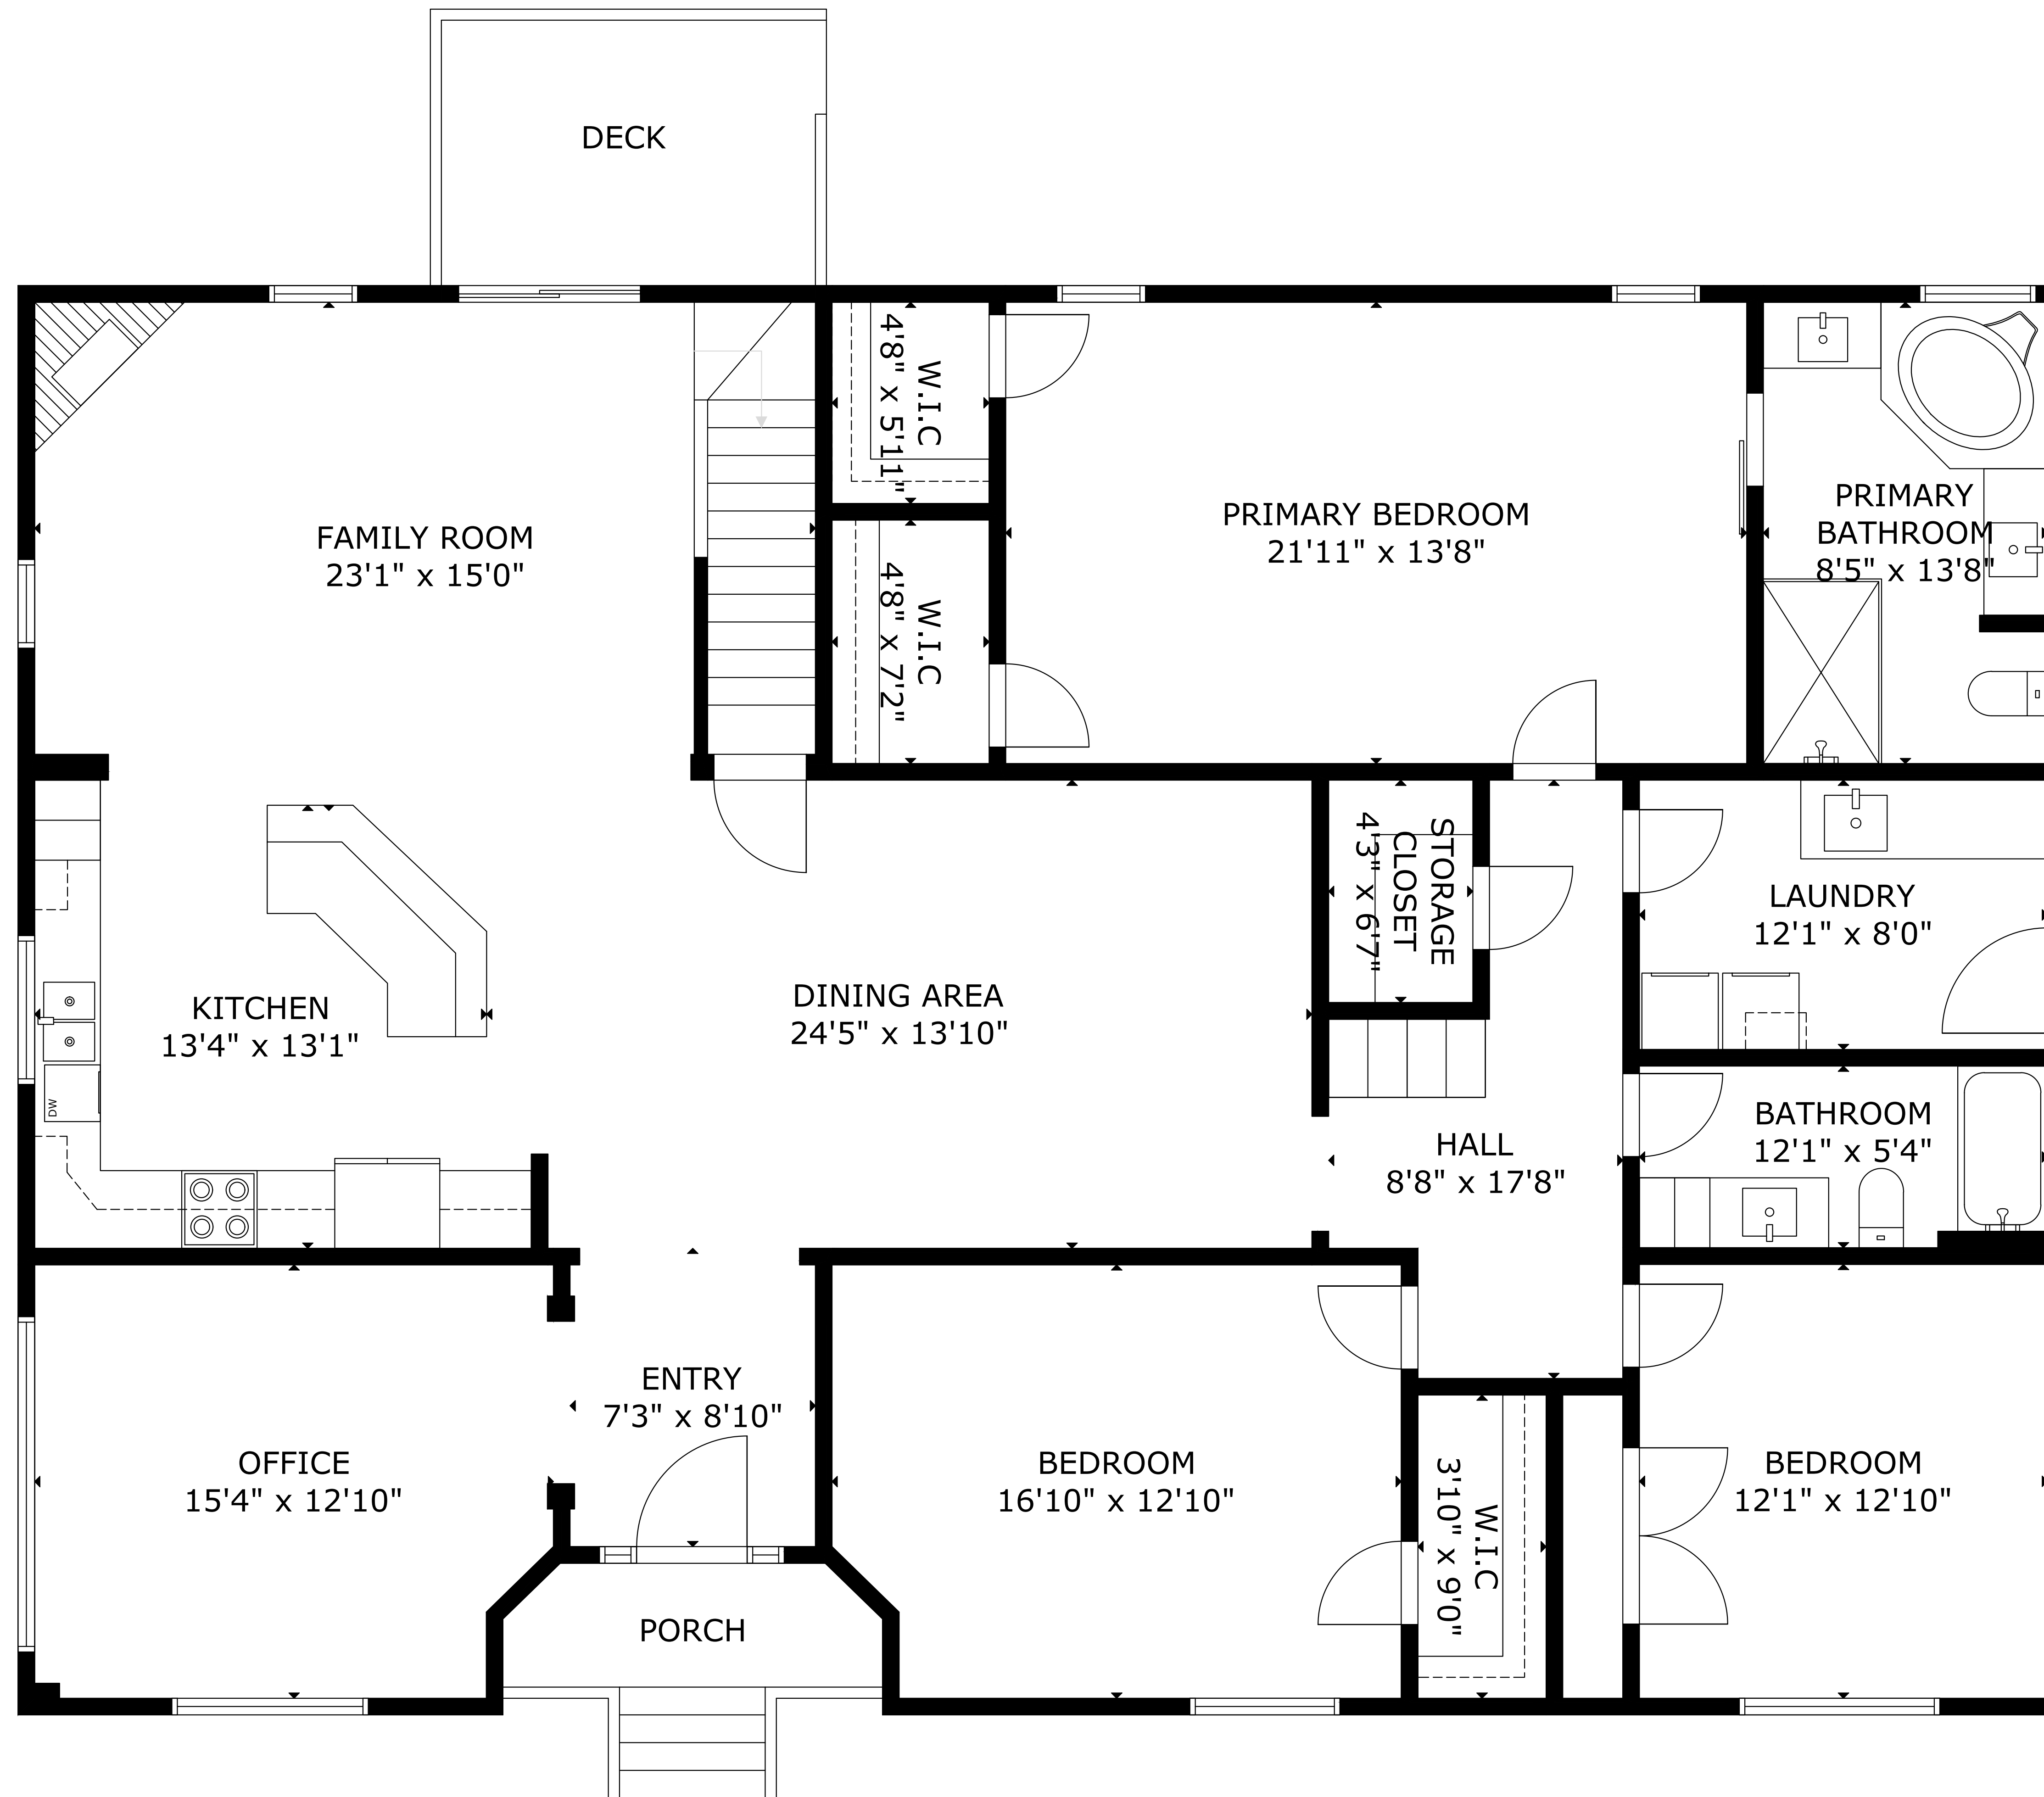 DECK
FAMILY ROOM
23'1" x 15'0"
W.I.C
4'8" x 5'11"
W.I.C
4'8" x 7'2"
PRIMARY BEDROOM
21'11" x 13'8"
PRIMARY
BATHROOM
8'5" x 13'8"
KITCHEN
13'4" x 13'1"
DW
DINING AREA
24'5" x 13'10"
STORAGE
CLOSET
4'3" x 6'7"
HALL
8'8" x 17'8"
LAUNDRY
12'1" x 8'0"
BATHROOM
12'1" x 5'4"
OFFICE
15'4" x 12'10"
ENTRY
7'3" x 8'10"
PORCH
BEDROOM
16'10" x 12'10"
W.I.C
3'10" x 9'0"
BEDROOM
12'1" x 12'10"